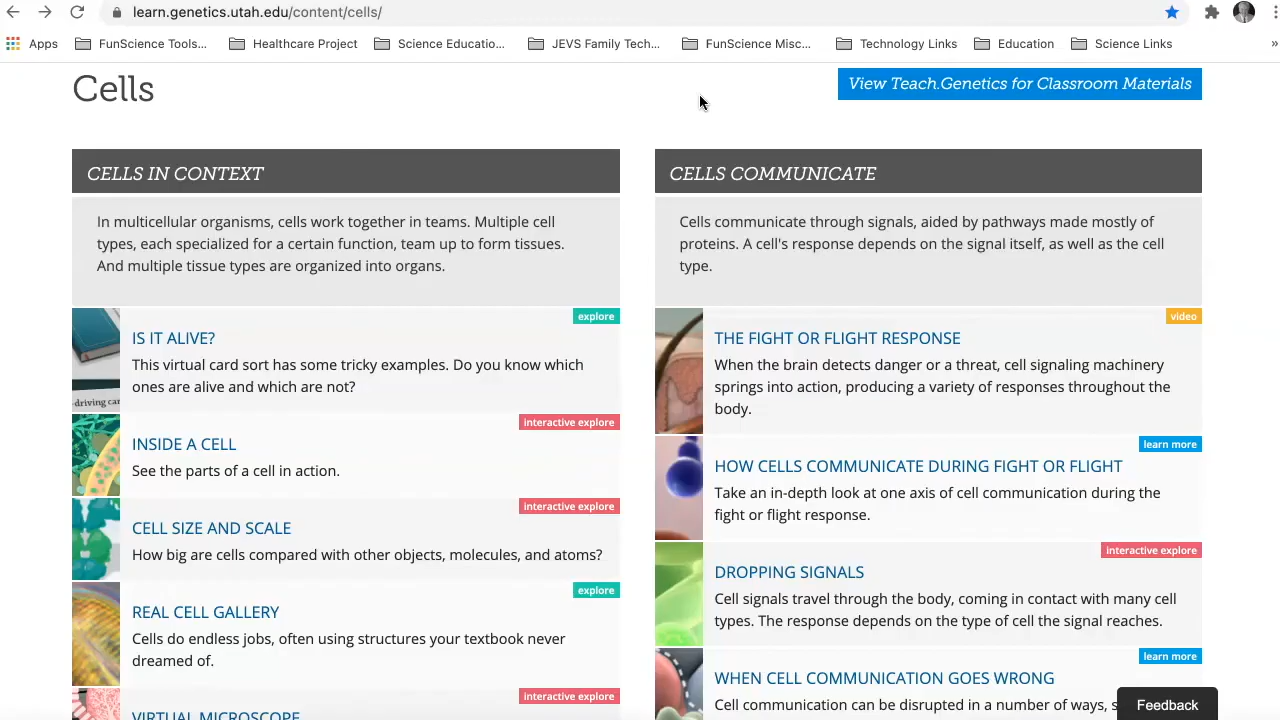 learn.genetics.utah.edu/content/cells/
Apps
FunScience Tools...
Healthcare Project
Science Educatio...
JEVS Family Tech...
FunScience Misc...
Technology Links
Education
Science Links
»
Cells
View Teach.Genetics for Classroom Materials
CELLS IN CONTEXT
In multicellular organisms, cells work together in teams. Multiple cell
types, each specialized for a certain function, team up to form tissues.
And multiple tissue types are organized into organs.
explore
IS IT ALIVE?
This virtual card sort has some tricky examples. Do you know which
ones are alive and which are not?
-driving car
interactive explore
INSIDE A CELL
See the parts of a cell in action.
interactive explore
CELL SIZE AND SCALE
How big are cells compared with other objects, molecules, and atoms?
explore
REAL CELL GALLERY
Cells do endless jobs, often using structures your textbook never
dreamed of.
interactive explore
VIRTUAL MICROSCOPE
CELLS COMMUNICATE
Cells communicate through signals, aided by pathways made mostly of
proteins. A cell's response depends on the signal itself, as well as the cell
type.
video
THE FIGHT OR FLIGHT RESPONSE
When the brain detects danger or a threat, cell signaling machinery
springs into action, producing a variety of responses throughout the
body.
learn more
HOW CELLS COMMUNICATE DURING FIGHT OR FLIGHT
Take an in-depth look at one axis of cell communication during the
fight or flight response.
interactive explore
DROPPING SIGNALS
Cell signals travel through the body, coming in contact with many cell
types. The response depends on the type of cell the signal reaches.
learn more
WHEN CELL COMMUNICATION GOES WRONG
Cell communication can be disrupted in a number of ways, s
Feedback